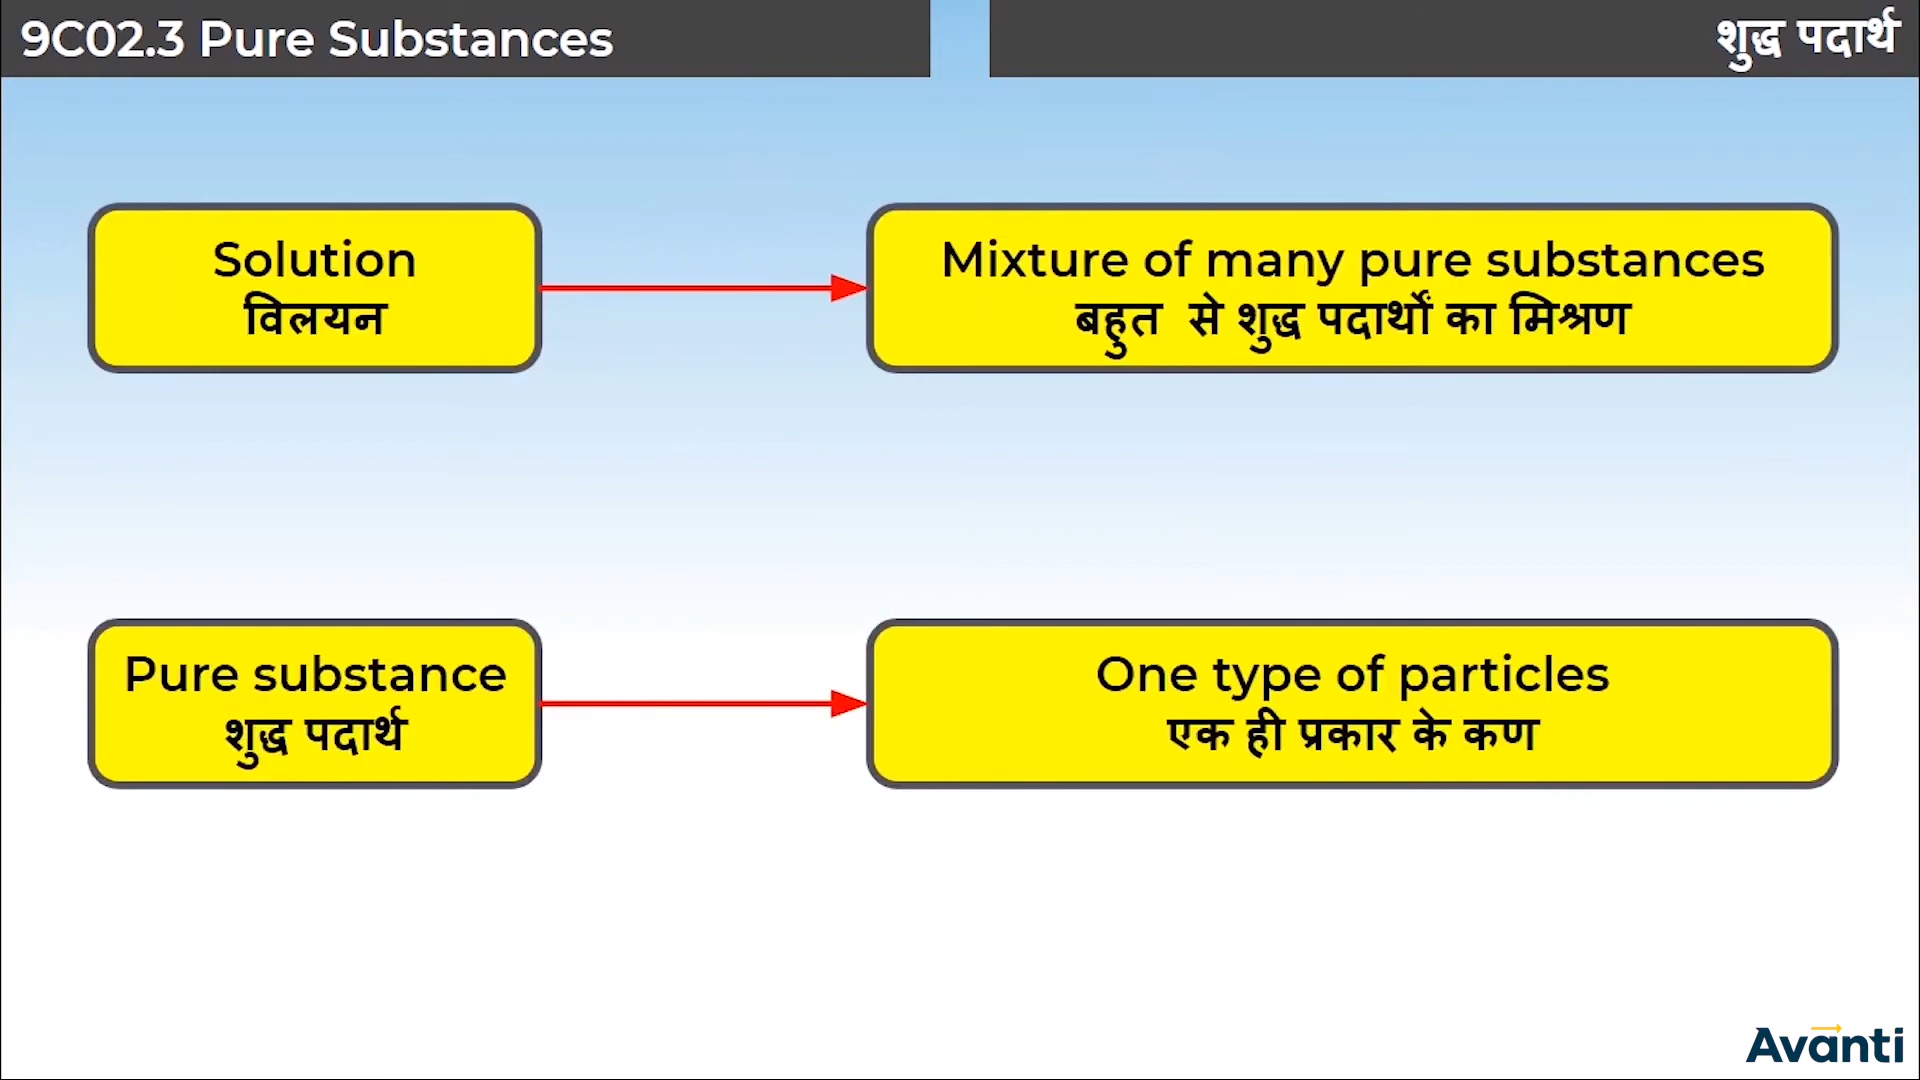 9C02.3 Pure Substances
शुद्ध पदार्थ
Solution
विलयन
Mixture of many pure substances
बहुत से शुद्ध पदार्थों का मिश्रण
Pure substance
शुद्ध पदार्थ
One type of particles
एक ही प्रकार के कण
Avanti